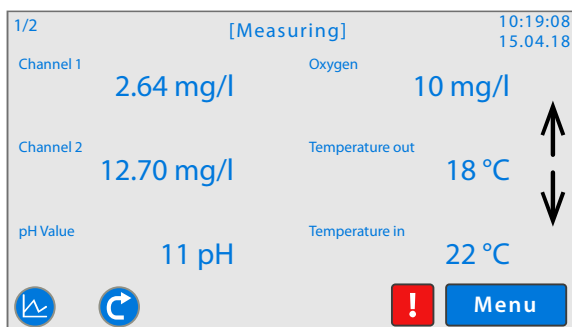 1/2
[Measuring]
10:19:08
15.04.18
Channel 1
2.64 mg/l
Oxygen
10 mg/l
Channel 2
12.70 mg/l
Temperature out
18 °C
pH Value
11 pH
Temperature in
22 °C
!
Menu